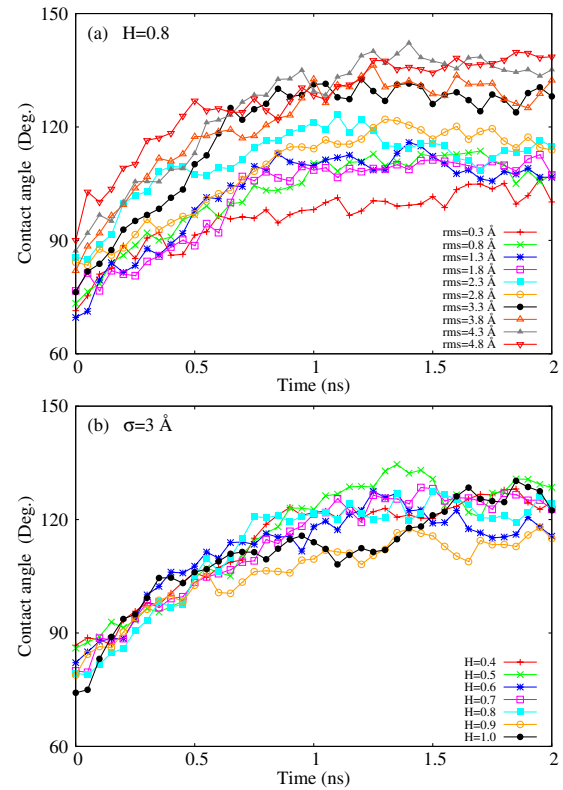 150
(a) H=0.8
120
90
60
Contact angle (Deg.)
rms=0.3 Å
rms=0.8 Å
rms=1.3 Å
rms=1.8 Å
rms=2.3 Å
rms=2.8 Å
rms=3.3 Å
rms=3.8 Å
rms=4.3 Å
rms=4.8 Å
0 0.5 1 1.5 2
Time (ns)
150
(b) σ=3 Å
120
90
60
Contact angle (Deg.)
H=0.4
H=0.5
H=0.6
H=0.7
H=0.8
H=0.9
H=1.0
0 0.5 1 1.5 2
Time (ns)